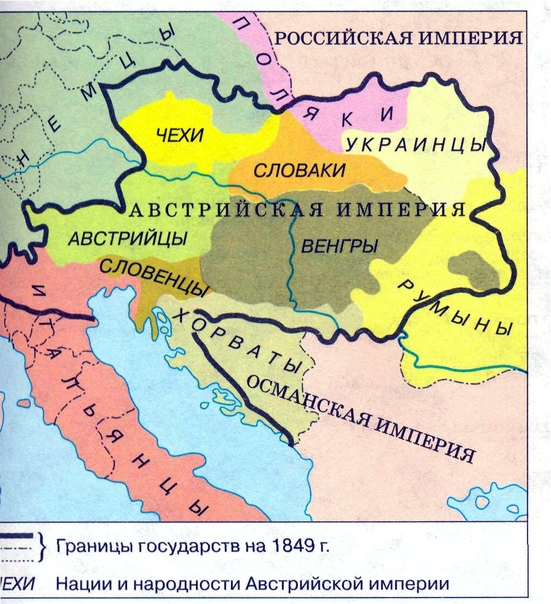 РОССИЙСКАЯ ИМПЕРИЯ
НЕМЦЫ
ПОЛЯКИ
УКРАИНЦЫ
ЧЕХИ
СЛОВАКИ
АВСТРИЙСКАЯ ИМПЕРИЯ
АВСТРИЙЦЫ
ВЕНГРЫ
СЛОВЕНЦЫ
РУМЫНЫ
ХОРВАТЫ
ИТАЛЬЯНЦЫ
ОСМАНСКАЯ ИМПЕРИЯ
Границы государств на 1849 г.
ЧЕХИ Нации и народности Австрийской империи